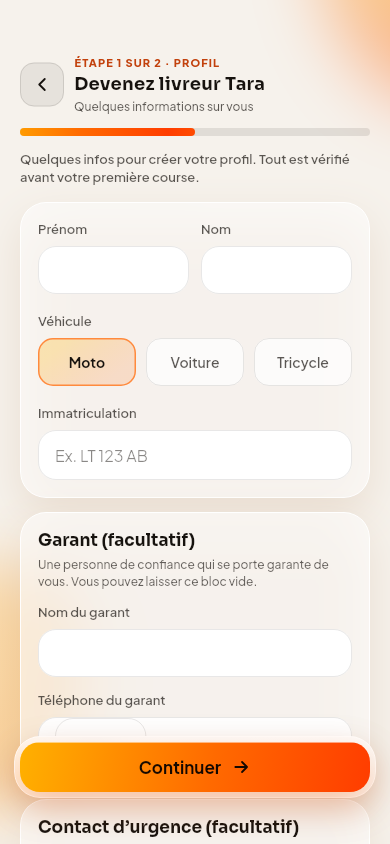 ÉTAPE 1 SUR 2 · PROFIL
Devenez livreur Tara
Quelques informations sur vous
Quelques infos pour créer votre profil. Tout est vérifié
avant votre première course.
Prénom
Nom
Véhicule
Moto
Voiture
Tricycle
Immatriculation
Ex. LT 123 AB
Garant (facultatif)
Une personne de confiance qui se porte garante de
vous. Vous pouvez laisser ce bloc vide.
Nom du garant
Téléphone du garant
Continuer →
Contact d’urgence (facultatif)